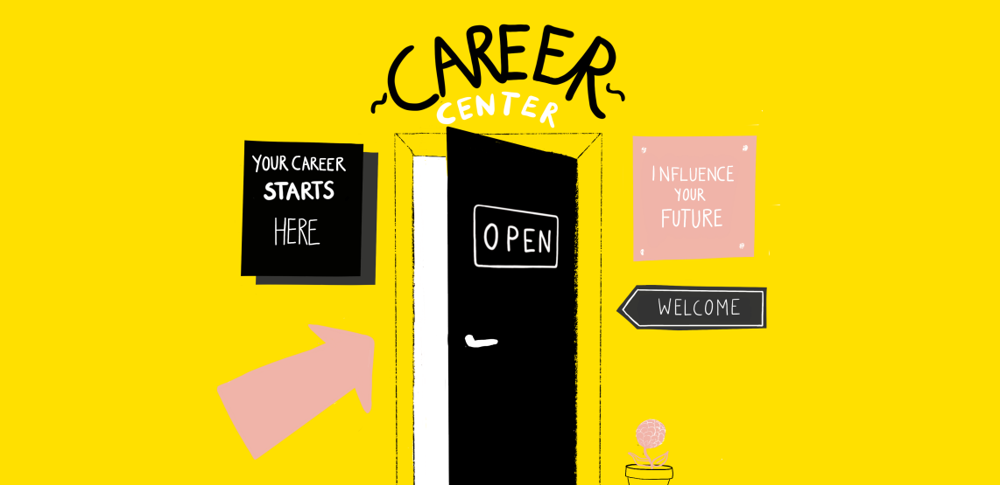 CAREER
CENTER
YOUR CAREER
STARTS
HERE
OPEN
INFLUENCE
YOUR
FUTURE
WELCOME